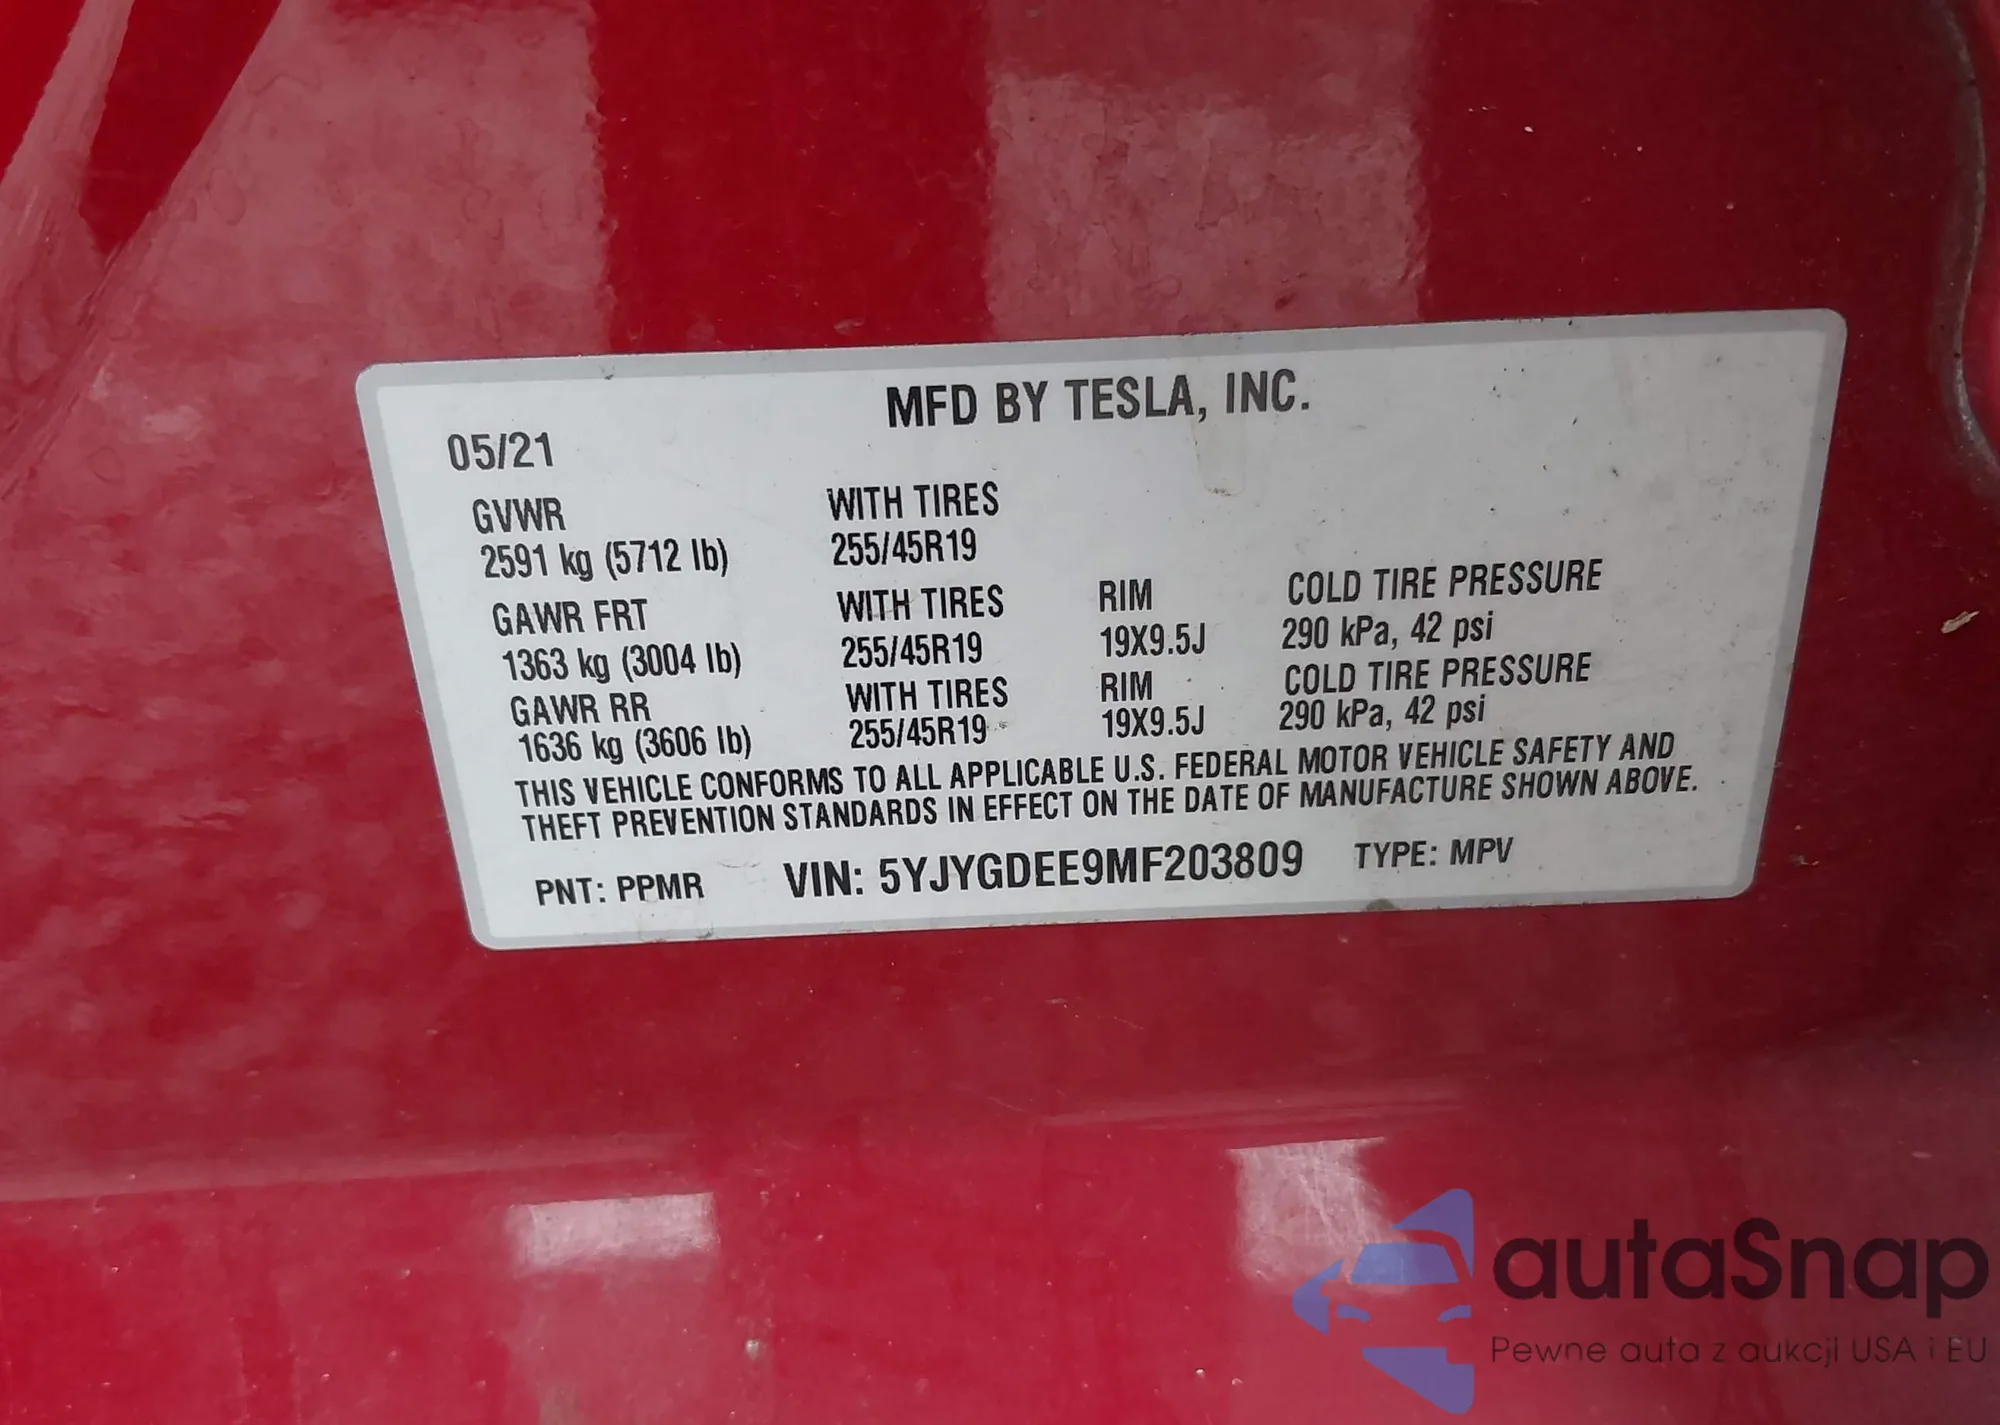 MFD BY TESLA, INC.
05/21
GVWR WITH TIRES
2591 kg (5712 lb) 255/45R19
GAWR FRT WITH TIRES RIM COLD TIRE PRESSURE
1363 kg (3004 lb) 255/45R19 19X9.5J 290 kPa, 42 psi
GAWR RR WITH TIRES RIM COLD TIRE PRESSURE
1636 kg (3606 lb) 255/45R19 19X9.5J 290 kPa, 42 psi
THIS VEHICLE CONFORMS TO ALL APPLICABLE U.S. FEDERAL MOTOR VEHICLE SAFETY AND
THEFT PREVENTION STANDARDS IN EFFECT ON THE DATE OF MANUFACTURE SHOWN ABOVE.
PNT: PPMR VIN: 5YJYGDEE9MF203809 TYPE: MPV
autaSnap
Pewne auta z aukcji USA i EU